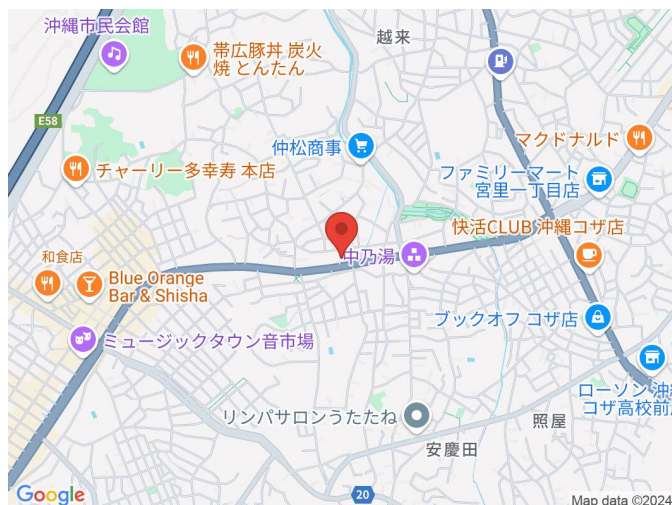 沖縄市民会館
帯広豚丼 炭火
焼 とんたん
越来
E58
仲松商事
マクドナルド
チャーリー多幸寿 本店
ファミリーマート
宮里一丁目店
快活CLUB 沖縄コザ店
中乃湯
和食店
Blue Orange
Bar & Shisha
ブックオフ コザ店
ミュージックタウン音市場
ローソン 沖縄
コザ高校前
リンパサロンうたたね
照屋
安慶田
20
Google
Map data ©2024